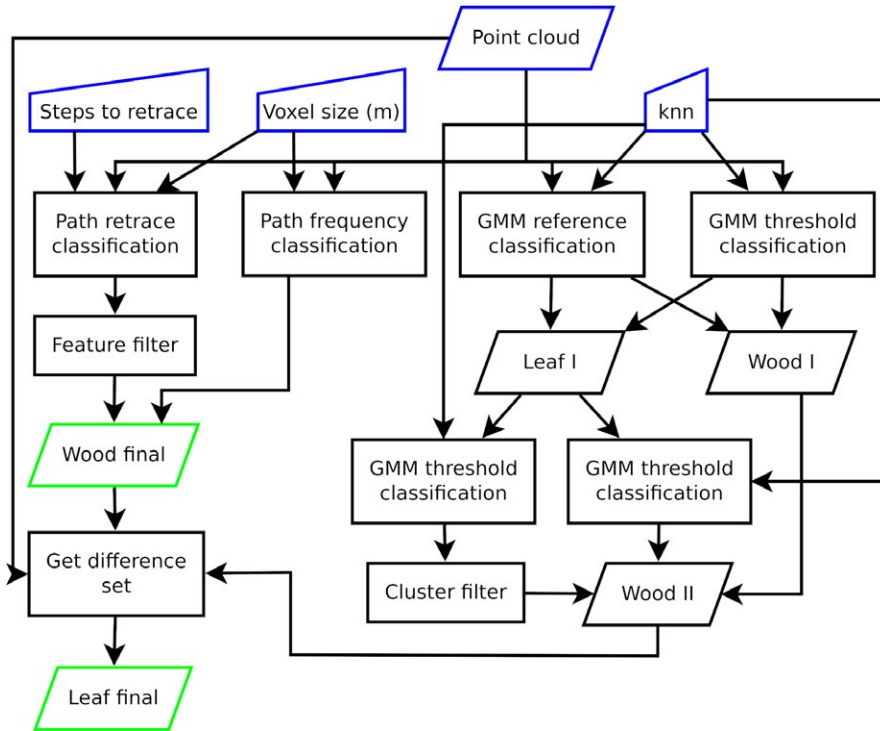 Point cloud
Steps to retrace
Voxel size (m)
knn
Path retrace
classification
Path frequency
classification
GMM reference
classification
GMM threshold
classification
Feature filter
Leaf I
Wood I
Wood final
GMM threshold
classification
GMM threshold
classification
Get difference
set
Cluster filter
Wood II
Leaf final